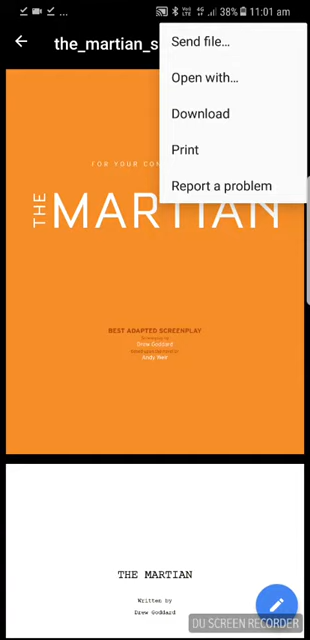 ... 38% 11:01 am
the_martian_s
Send file...
Open with...
Download
Print
Report a problem
FOR YOUR CON
THE MARTIAN
BEST ADAPTED SCREENPLAY
Drew Goddard
Andy Weir
THE MARTIAN
Written by
Drew Goddard
DU SCREEN RECORDER